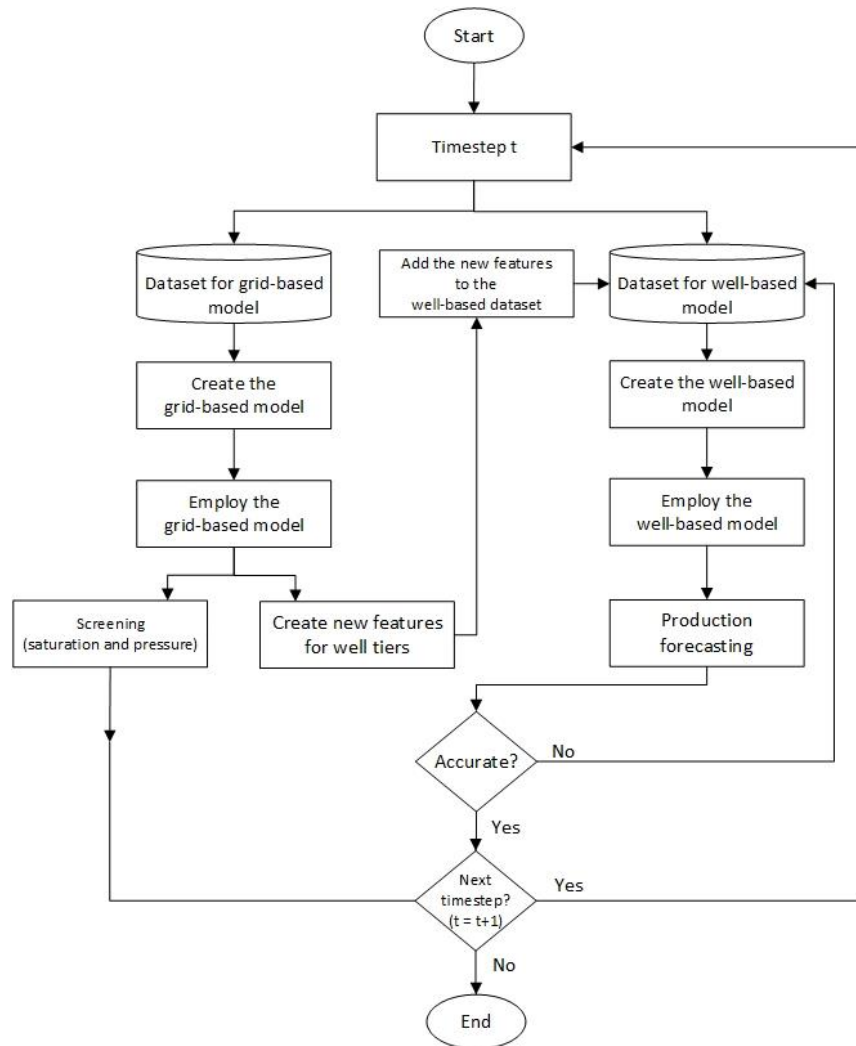 Start
Timestep t
Dataset for grid-based
model
Add the new features
to the
well-based dataset
Dataset for well-based
model
Create the
grid-based model
Create the well-based
model
Employ the
grid-based model
Employ the
well-based model
Screening
(saturation and pressure)
Create new features
for well tiers
Production
forecasting
Accurate?
No
Yes
Next
timestep?
(t = t+1)
Yes
No
End